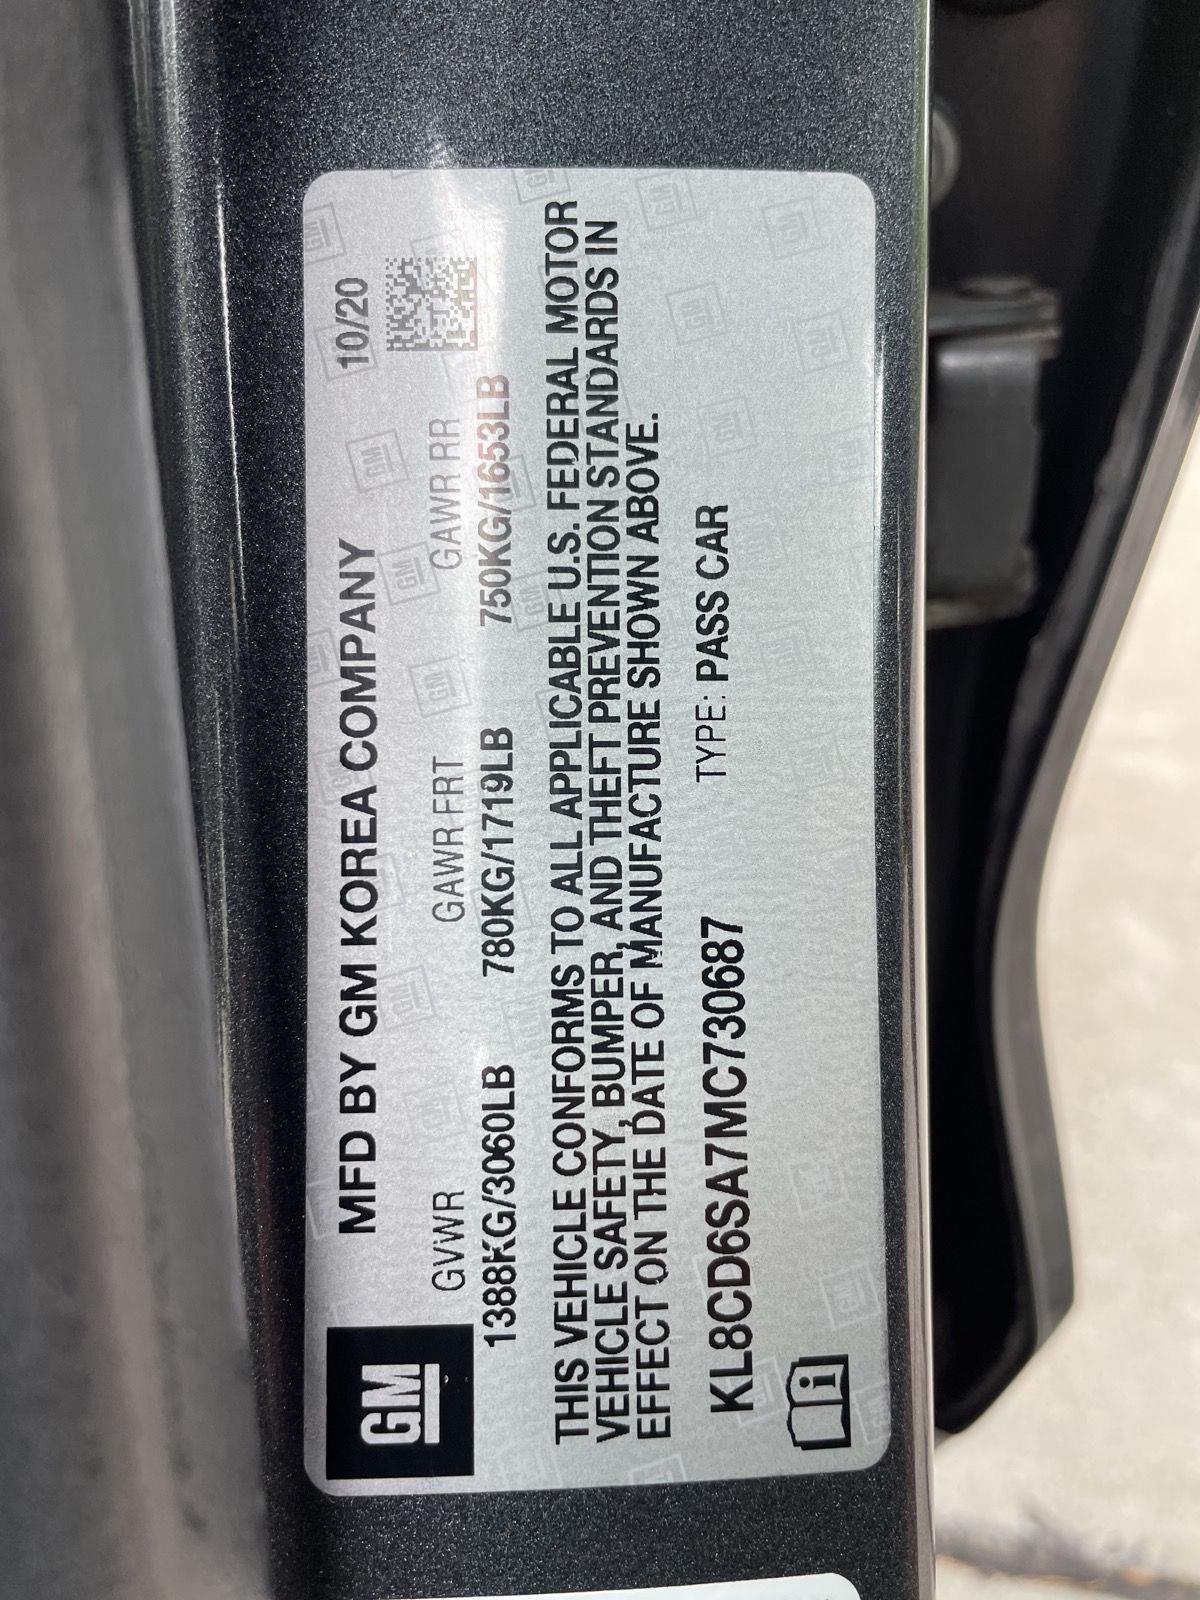 GM
MFD BY GM KOREA COMPANY 10/20
GVWR GAWR FRT GAWR RR
1388KG/3060LB 780KG/1719LB 750KG/1653LB
THIS VEHICLE CONFORMS TO ALL APPLICABLE U.S. FEDERAL MOTOR
VEHICLE SAFETY, BUMPER, AND THEFT PREVENTION STANDARDS IN
EFFECT ON THE DATE OF MANUFACTURE SHOWN ABOVE.
KL8CD6SA7MC730687 TYPE: PASS CAR